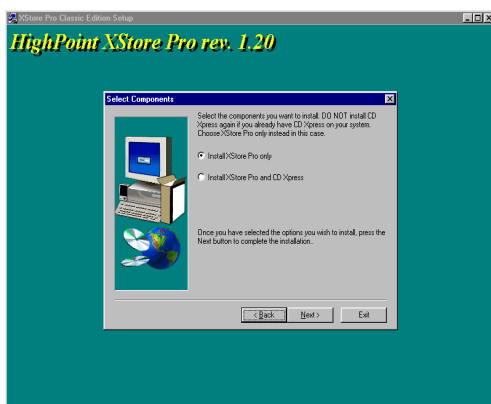 XStore Pro Classic Edition Setup
HighPoint XStore Pro rev. 1.20
Select Components
Select the components you want to install. DO NOT install CD
Xpress again if you already have CD Xpress on your system.
Choose XStore Pro only instead in this case.
Install XStore Pro only
Install XStore Pro and CD Xpress
Once you have selected the options you wish to install, press the
Next button to complete the installation..
< Back
Next >
Exit